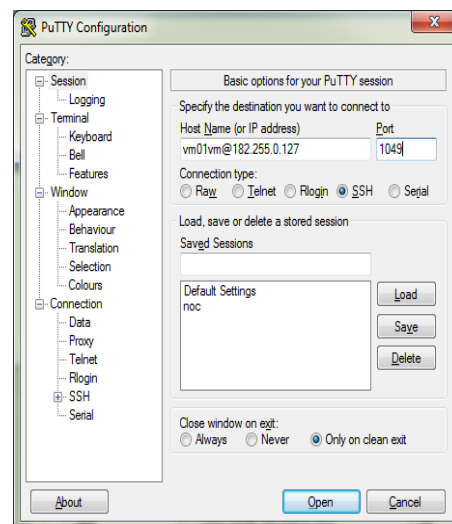 PuTTY Configuration
X
Category:
Session
Logging
Terminal
Keyboard
Bell
Features
Window
Appearance
Behaviour
Translation
Selection
Colours
Connection
Data
Proxy
Telnet
Rlogin
SSH
Serial
Basic options for your PuTTY session
Specify the destination you want to connect to
Host Name (or IP address) Port
vm01vm@182.255.0.127 1049
Connection type:
Raw Telnet Rlogin SSH Serial
Load, save or delete a stored session
Saved Sessions
Default Settings
noc
Load
Save
Delete
Close window on exit:
Always Never Only on clean exit
About Open Cancel